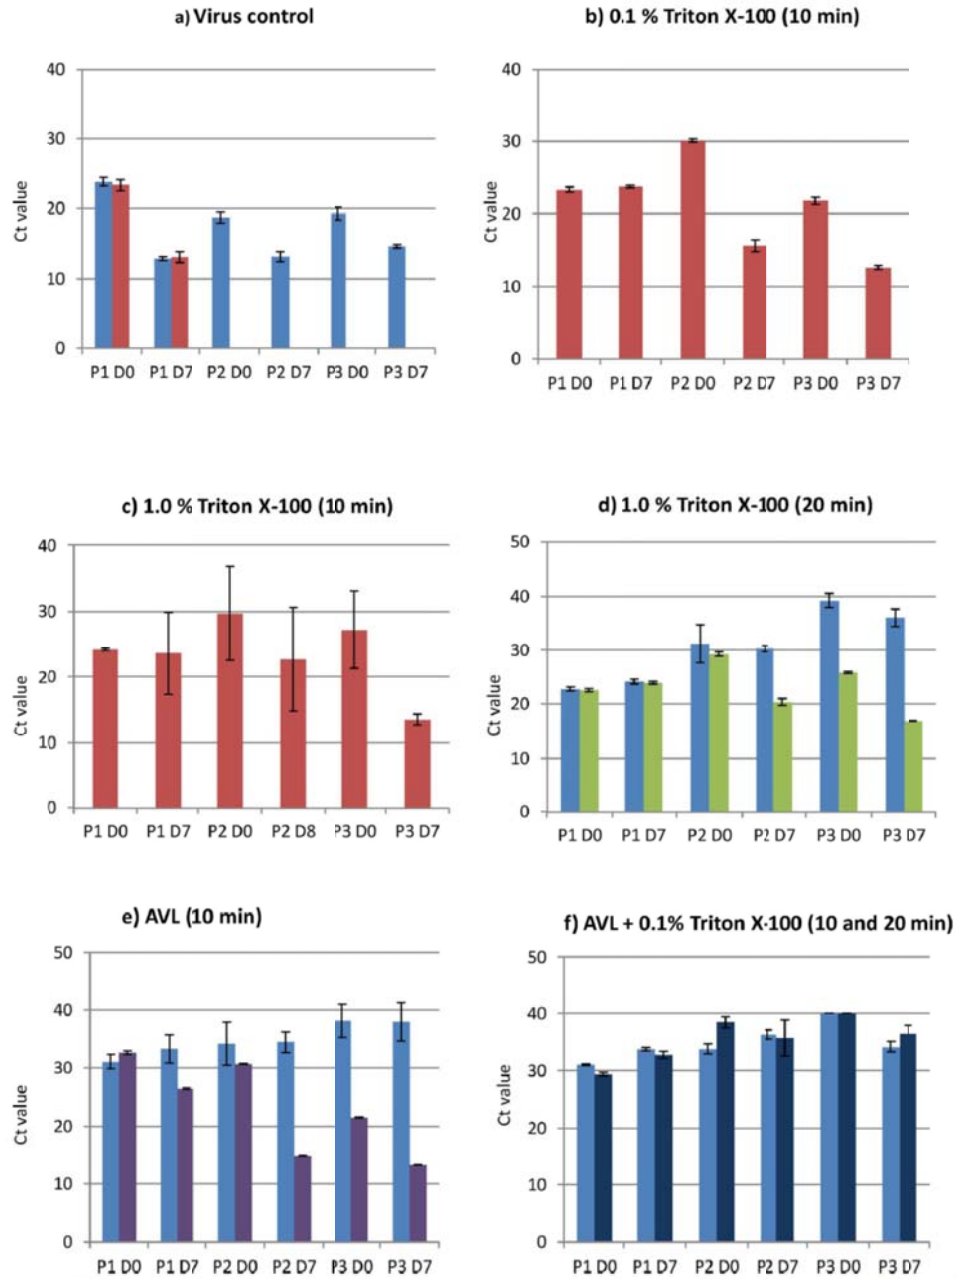 a) Virus control
40
30
20
10
0
Ct value
P1 D0 P1 D7 P2 D0 P2 D7 P3 D0 P3 D7
b) 0.1 % Triton X-100 (10 min)
40
30
20
10
0
Ct value
P1 D0 P1 D7 P2 D0 P2 D7 P3 D0 P3 D7
c) 1.0 % Triton X-100 (10 min)
40
30
20
10
0
Ct value
P1 D0 P1 D7 P2 D0 P2 D8 P3 D0 P3 D7
d) 1.0 % Triton X-100 (20 min)
50
40
30
20
10
0
Ct value
P1 D0 P1 D7 P2 D0 P2 D7 P3 D0 P3 D7
e) AVL (10 min)
50
40
30
20
10
0
Ct value
P1 D0 P1 D7 P2 D0 P2 D7 P3 D0 P3 D7
f) AVL + 0.1% Triton X-100 (10 and 20 min)
50
40
30
20
10
0
Ct value
P1 D0 P1 D7 P2 D0 P2 D7 P3 D0 P3 D7